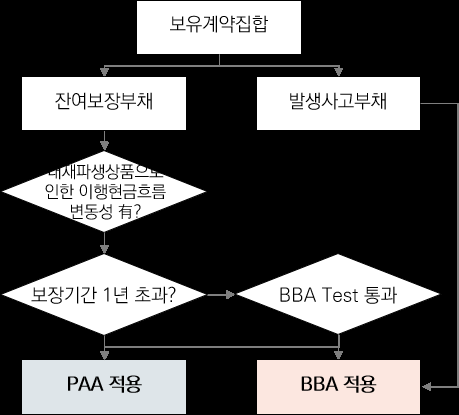 보유계약집합
잔여보장부채
발생사고부채
내재파생상품으로
인한 이행현금흐름
변동성 有?
보장기간 1년 초과?
BBA Test 통과
PAA 적용
BBA 적용